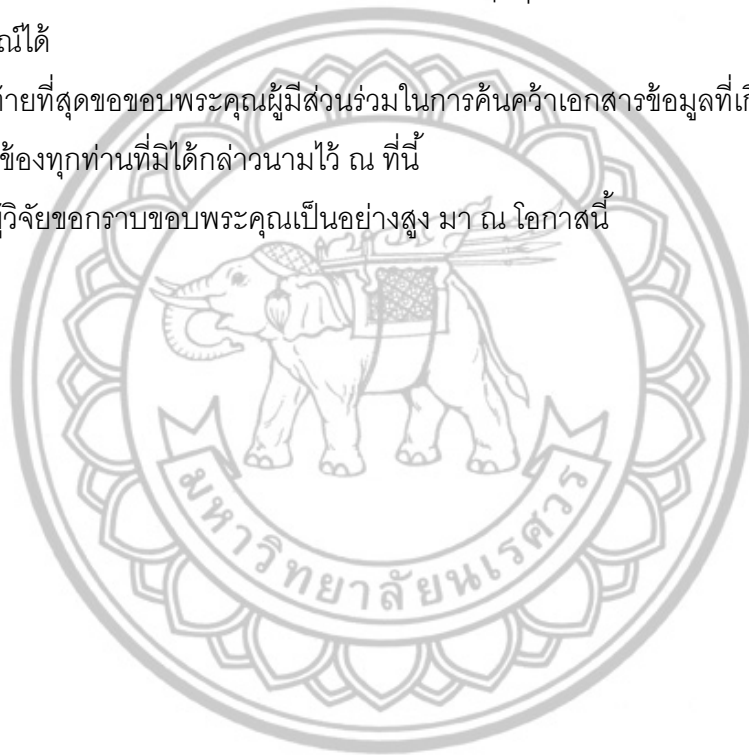 ณ์ได้
ท้ายที่สุดขอขอบพระคุณผู้มีส่วนร่วมในการค้นคว้าเอกสารข้อมูลที่เกี
ข้องทุกท่านที่มิได้กล่าวนามไว้ ณ ที่นี้
ผู้วิจัยขอกราบขอบพระคุณเป็นอย่างสูง มา ณ โอกาสนี้
มหาวิทยาลัยนเรศวร